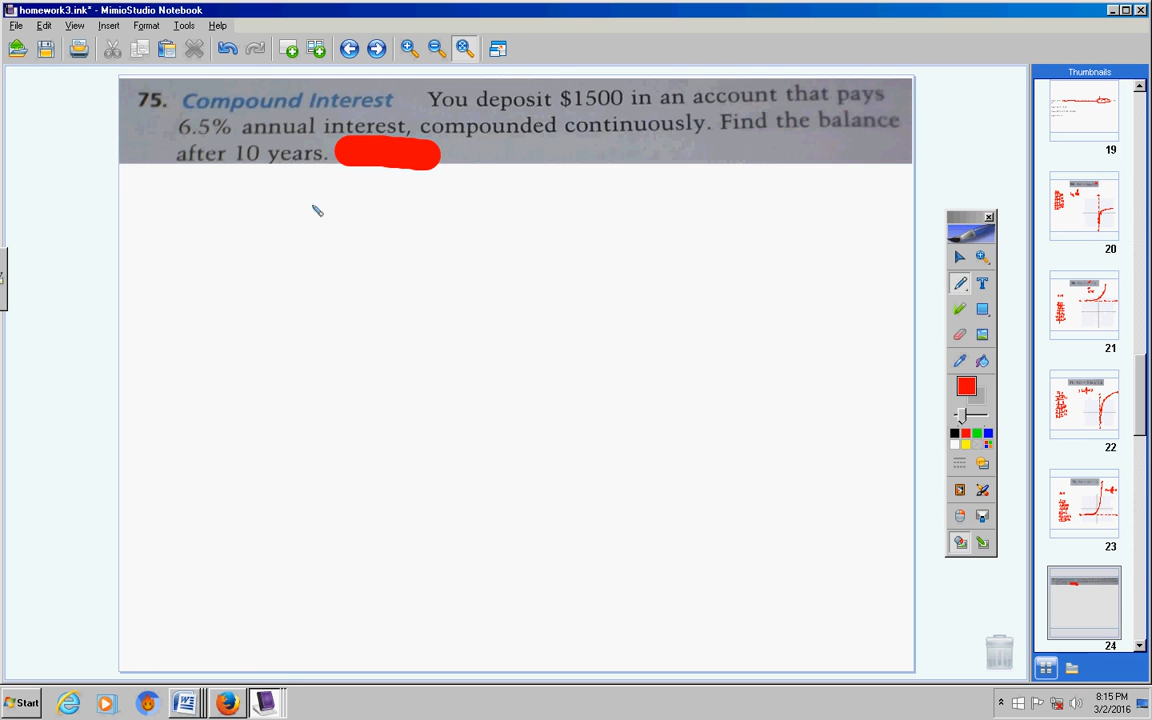 homework3.ink* - MimioStudio Notebook
File Edit View Insert Format Tools Help
Thumbnails
75. Compound Interest You deposit $1500 in an account that pays
6.5% annual interest, compounded continuously. Find the balance
after 10 years.
19
20
21
22
23
24
T
Start
W
8:15 PM
3/2/2016